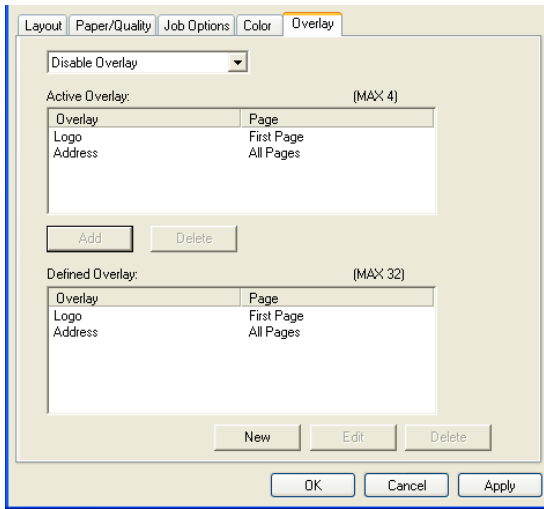 Layout Paper/Quality Job Options Color Overlay
Disable Overlay
Active Overlay: (MAX 4)
Overlay Page
Logo First Page
Address All Pages
Add Delete
Defined Overlay: (MAX 32)
Overlay Page
Logo First Page
Address All Pages
New Edit Delete
OK Cancel Apply